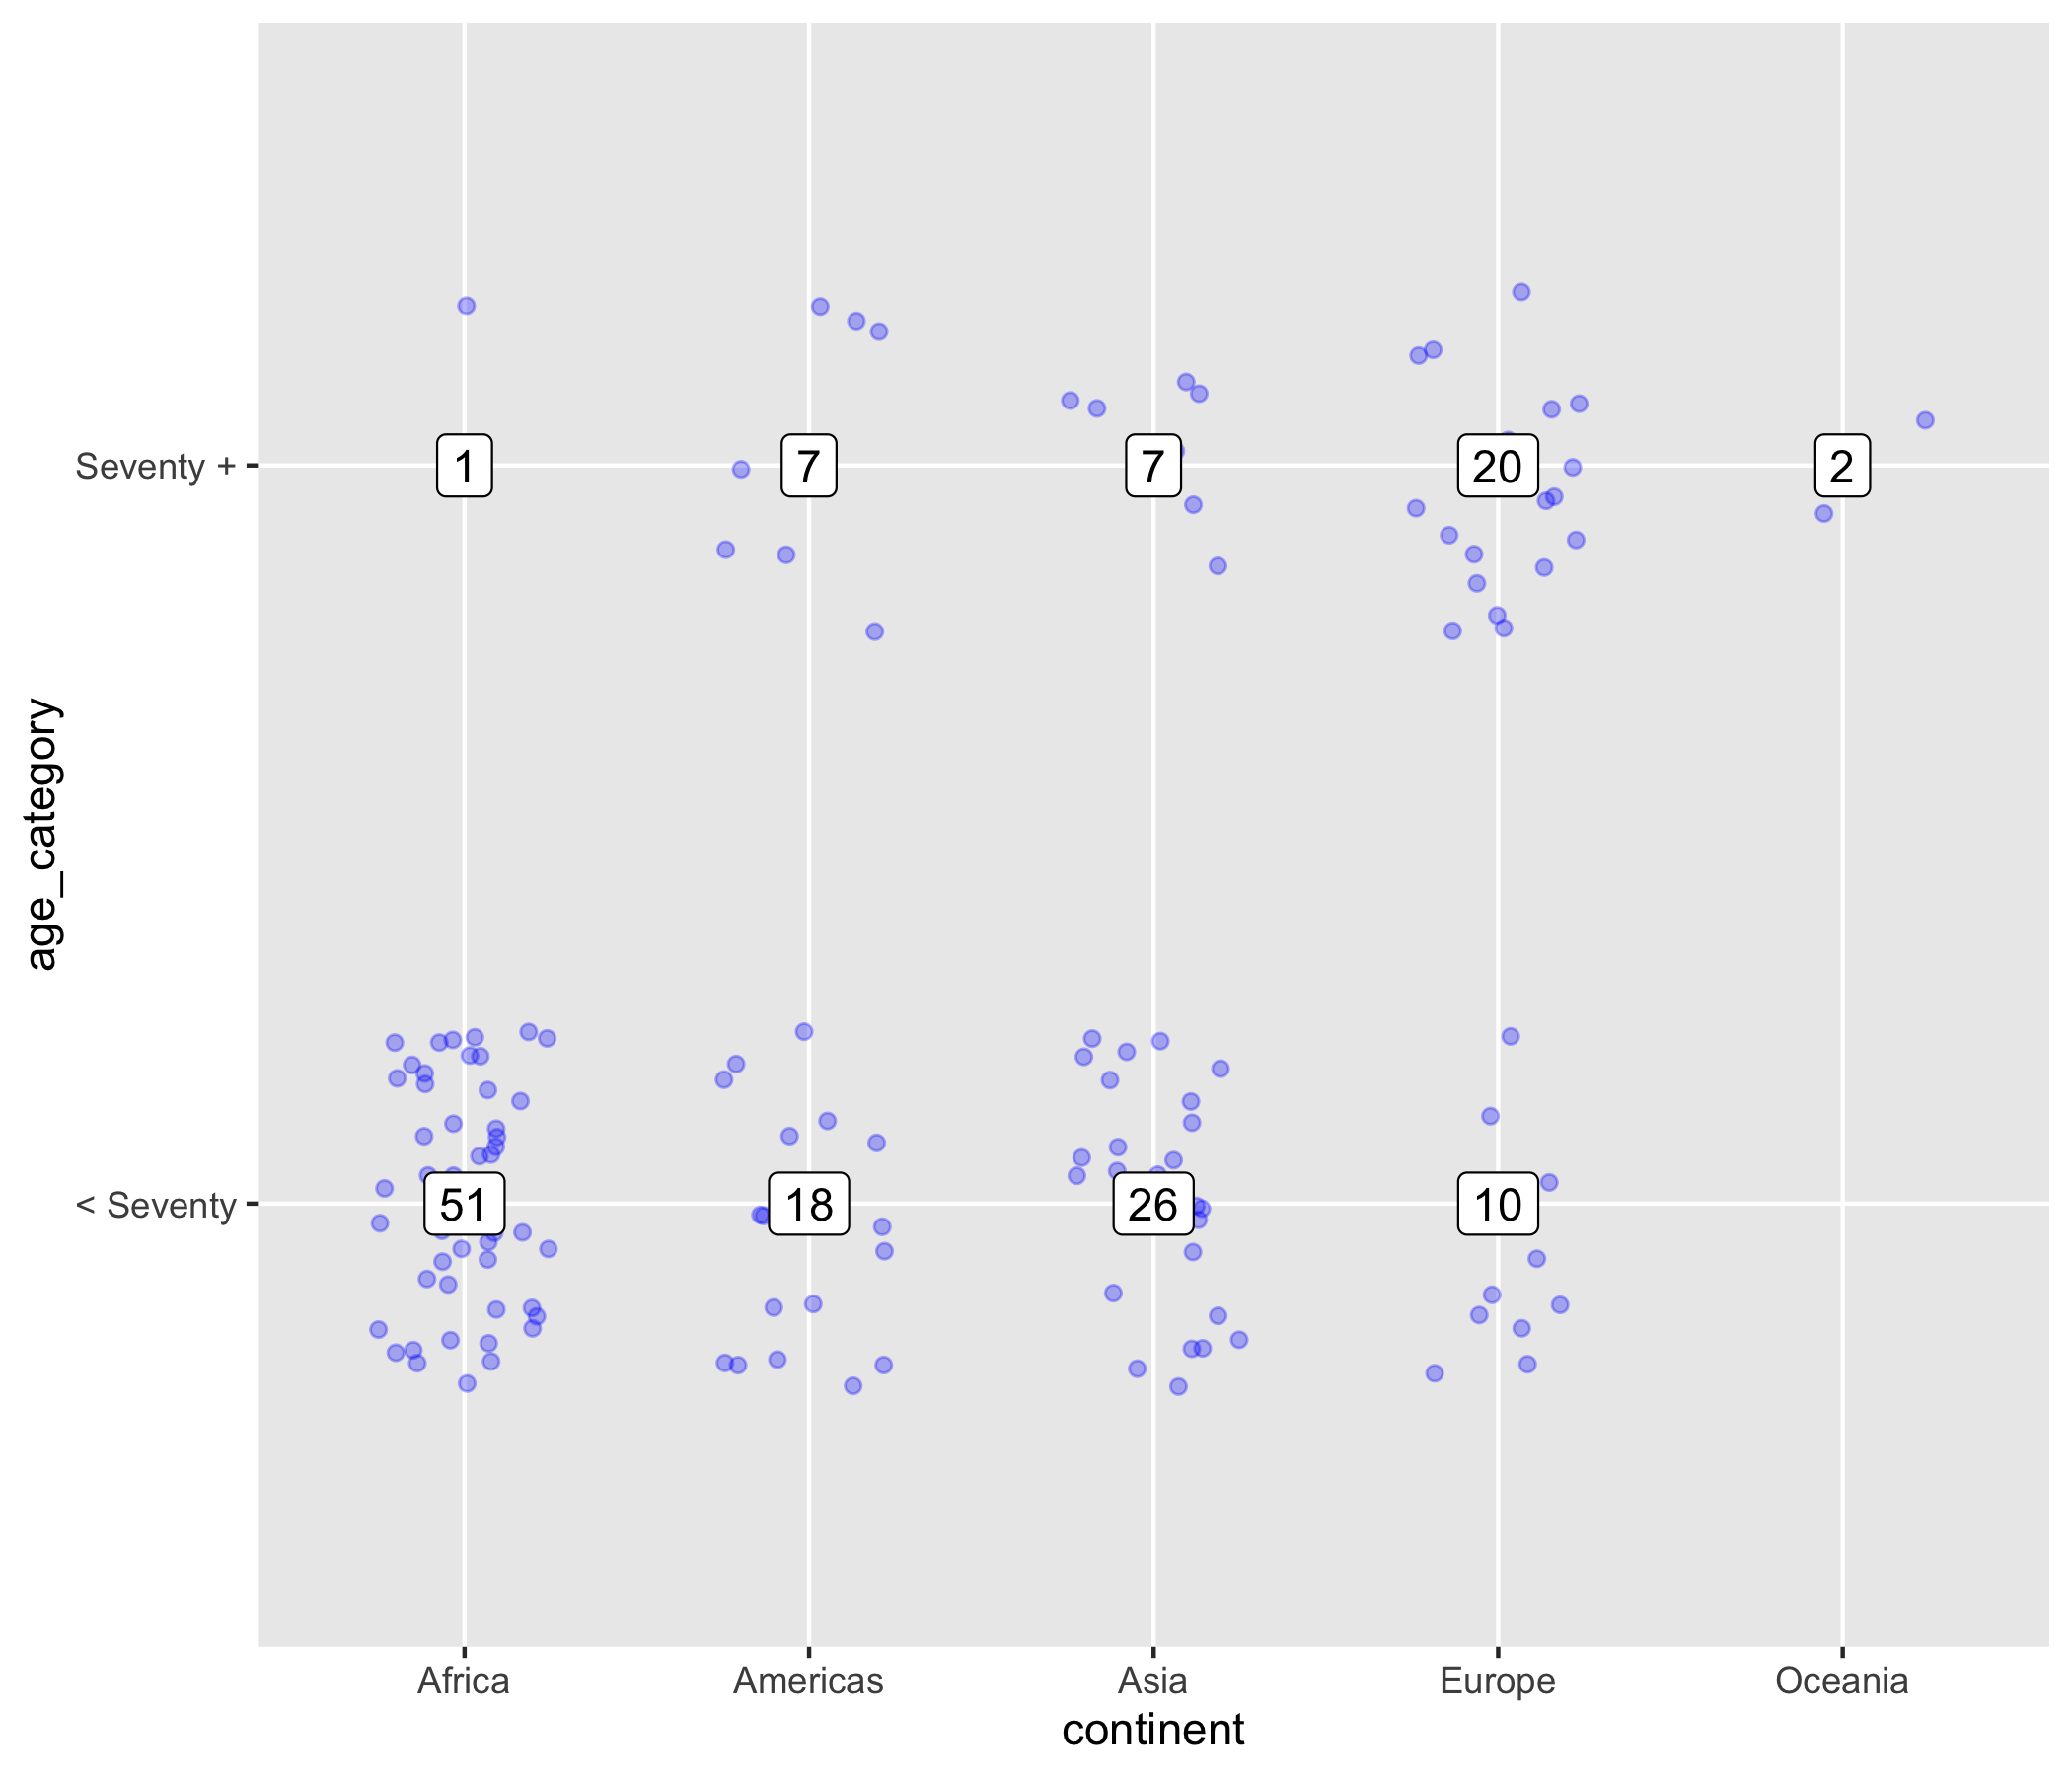 Seventy +
1
7
7
20
2
age_category
< Seventy
51
18
26
10
Africa
Americas
Asia
Europe
Oceania
continent